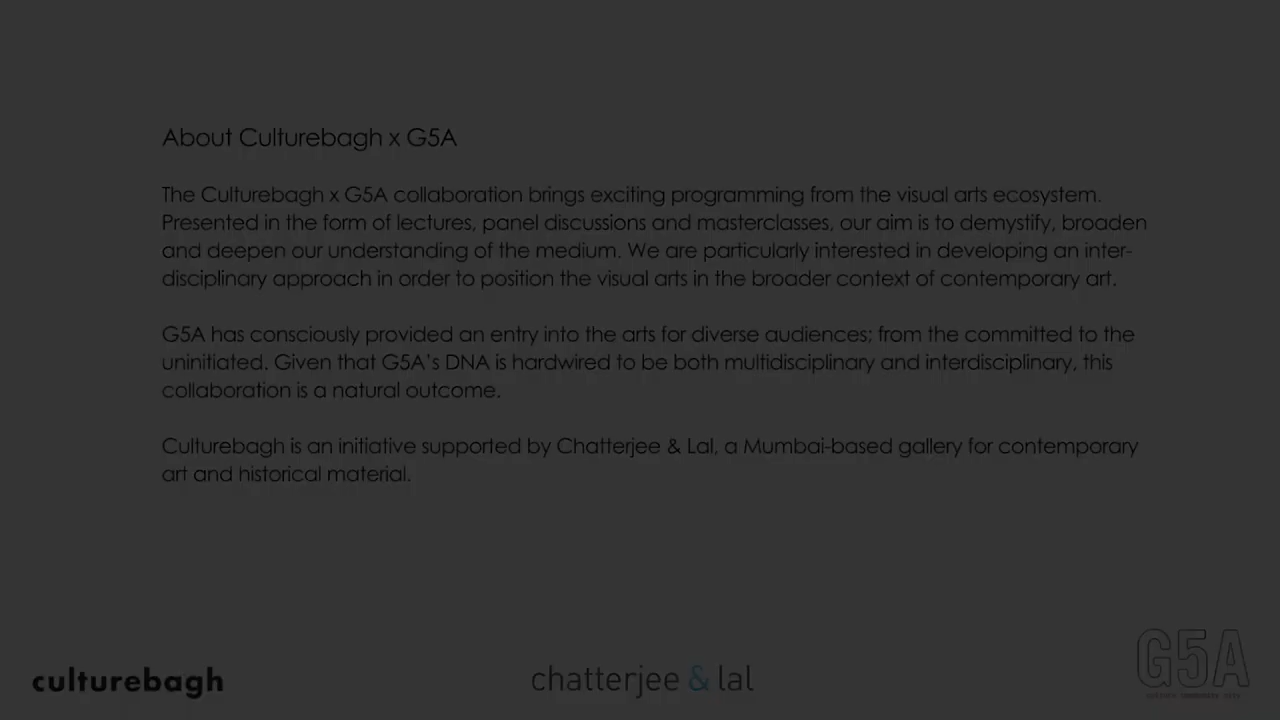 About Culturebagh x G5A
The Culturebagh x G5A collaboration brings exciting programming from the visual arts ecosystem.
Presented in the form of lectures, panel discussions and masterclasses, our aim is to demystify, broaden
and deepen our understanding of the medium. We are particularly interested in developing an inter-
disciplinary approach in order to position the visual arts in the broader context of contemporary art.
G5A has consciously provided an entry into the arts for diverse audiences; from the committed to the
uninitiated. Given that G5A’s DNA is hardwired to be both multidisciplinary and interdisciplinary, this
collaboration is a natural outcome.
Culturebagh is an initiative supported by Chatterjee & Lal, a Mumbai-based gallery for contemporary
art and historical material.
culturebagh
chatterjee & lal
G5A